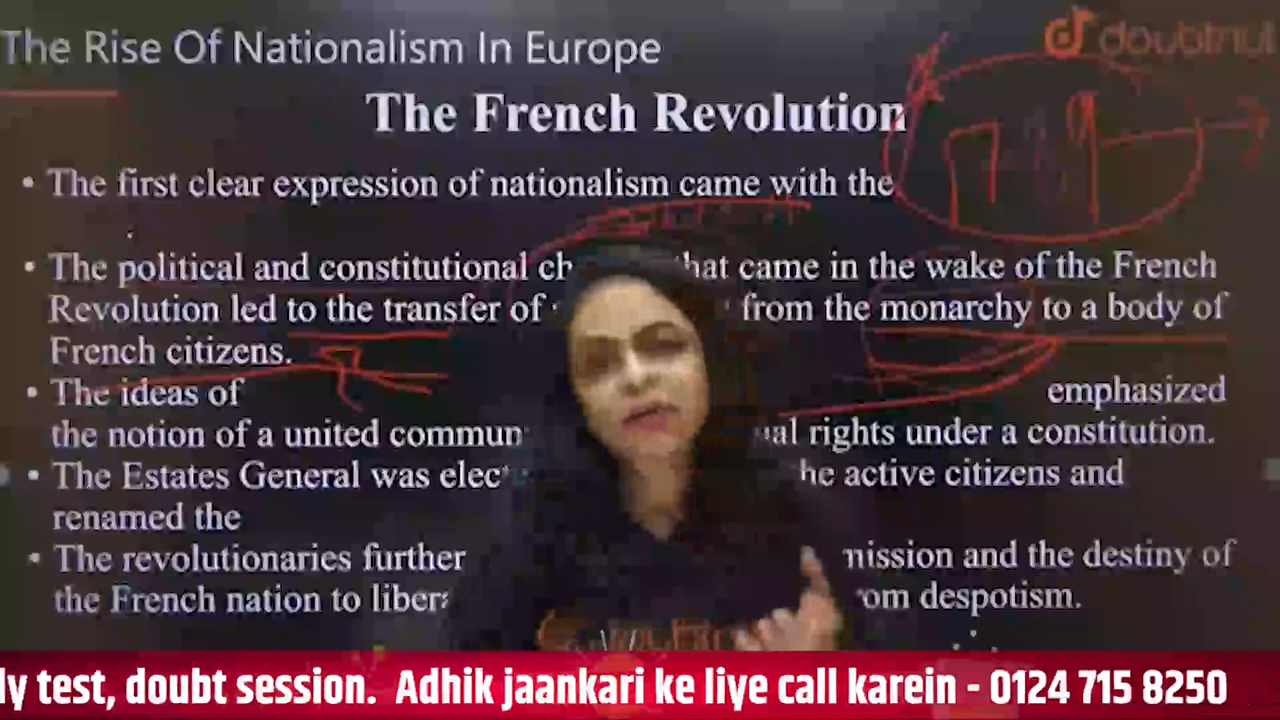 The Rise Of Nationalism In Europe
doubtnut
The French Revolution
789
• The first clear expression of nationalism came with the
• The political and constitutional ch hat came in the wake of the French
Revolution led to the transfer of from the monarchy to a body of
French citizens.
• The ideas of emphasized
the notion of a united commun ual rights under a constitution.
• The Estates General was elect he active citizens and
renamed the
• The revolutionaries further mission and the destiny of
the French nation to libera rom despotism.
ly test, doubt session. Adhik jaankari ke liye call karein - 0124 715 8250